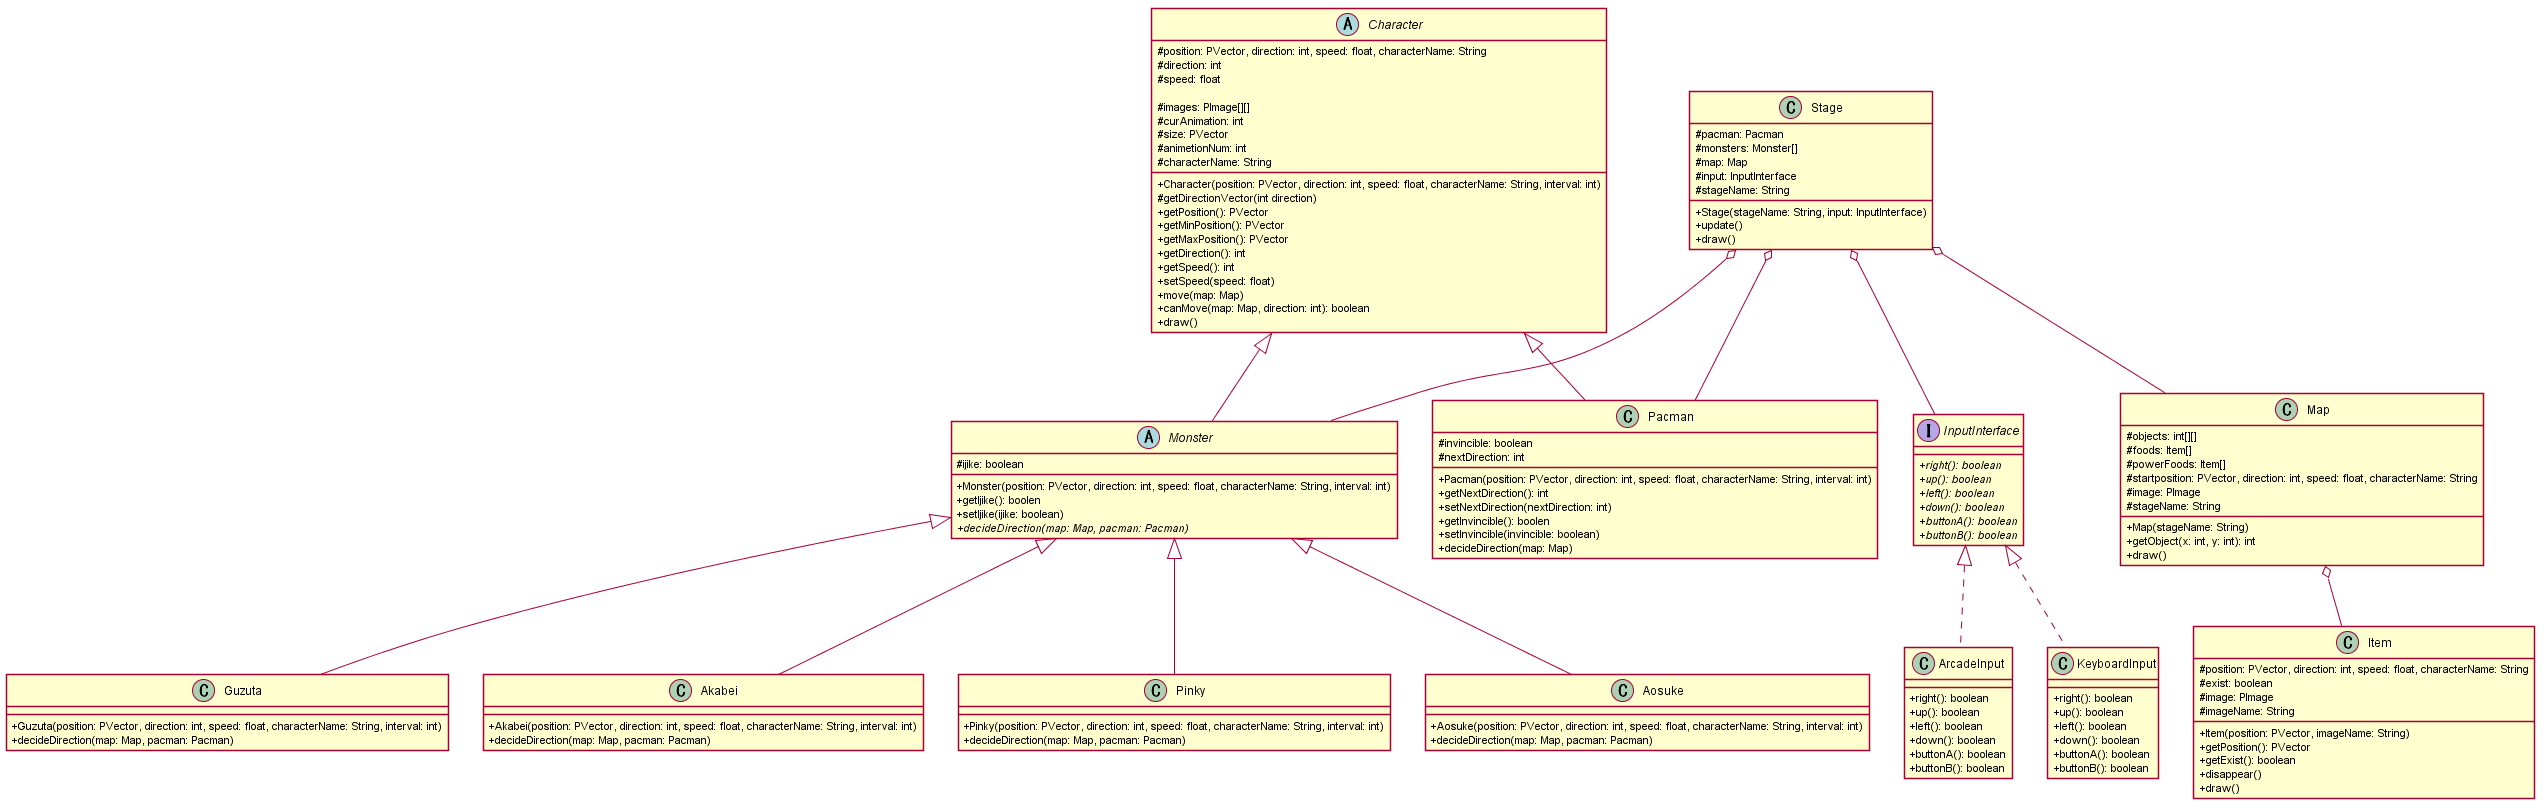 A Character
#position: PVector, direction: int, speed: float, characterName: String
#direction: int
#speed: float
#images: PImage[][]
#curAnimation: int
#size: PVector
#animetionNum: int
#characterName: String
+Character(position: PVector, direction: int, speed: float, characterName: String, interval: int)
#getDirectionVector(int direction)
+getPosition(): PVector
+getMinPosition(): PVector
+getMaxPosition(): PVector
+getDirection(): int
+getSpeed(): int
+setSpeed(speed: float)
+move(map: Map)
+canMove(map: Map, direction: int): boolean
+draw()
C Stage
#pacman: Pacman
#monsters: Monster[]
#map: Map
#input: InputInterface
#stageName: String
+Stage(stageName: String, input: InputInterface)
+update()
+draw()
A Monster
#ijike: boolean
+Monster(position: PVector, direction: int, speed: float, characterName: String, interval: int)
+getIjike(): boolen
+setIjike(ijike: boolean)
+decideDirection(map: Map, pacman: Pacman)
C Pacman
#invincible: boolean
#nextDirection: int
+Pacman(position: PVector, direction: int, speed: float, characterName: String, interval: int)
+getNextDirection(): int
+setNextDirection(nextDirection: int)
+getInvincible(): boolen
+setInvincible(invincible: boolean)
+decideDirection(map: Map)
I InputInterface
+right(): boolean
+up(): boolean
+left(): boolean
+down(): boolean
+buttonA(): boolean
+buttonB(): boolean
C Map
#objects: int[][]
#foods: Item[]
#powerFoods: Item[]
#startposition: PVector, direction: int, speed: float, characterName: String
#image: PImage
#stageName: String
+Map(stageName: String)
+getObject(x: int, y: int): int
+draw()
C Guzuta
+Guzuta(position: PVector, direction: int, speed: float, characterName: String, interval: int)
+decideDirection(map: Map, pacman: Pacman)
C Akabei
+Akabei(position: PVector, direction: int, speed: float, characterName: String, interval: int)
+decideDirection(map: Map, pacman: Pacman)
C Pinky
+Pinky(position: PVector, direction: int, speed: float, characterName: String, interval: int)
+decideDirection(map: Map, pacman: Pacman)
C Aosuke
+Aosuke(position: PVector, direction: int, speed: float, characterName: String, interval: int)
+decideDirection(map: Map, pacman: Pacman)
C ArcadeInput
+right(): boolean
+up(): boolean
+left(): boolean
+down(): boolean
+buttonA(): boolean
+buttonB(): boolean
C KeyboardInput
+right(): boolean
+up(): boolean
+left(): boolean
+down(): boolean
+buttonA(): boolean
+buttonB(): boolean
C Item
#position: PVector, direction: int, speed: float, characterName: String
#exist: boolean
#image: PImage
#imageName: String
+Item(position: PVector, imageName: String)
+getPosition(): PVector
+getExist(): boolean
+disappear()
+draw()